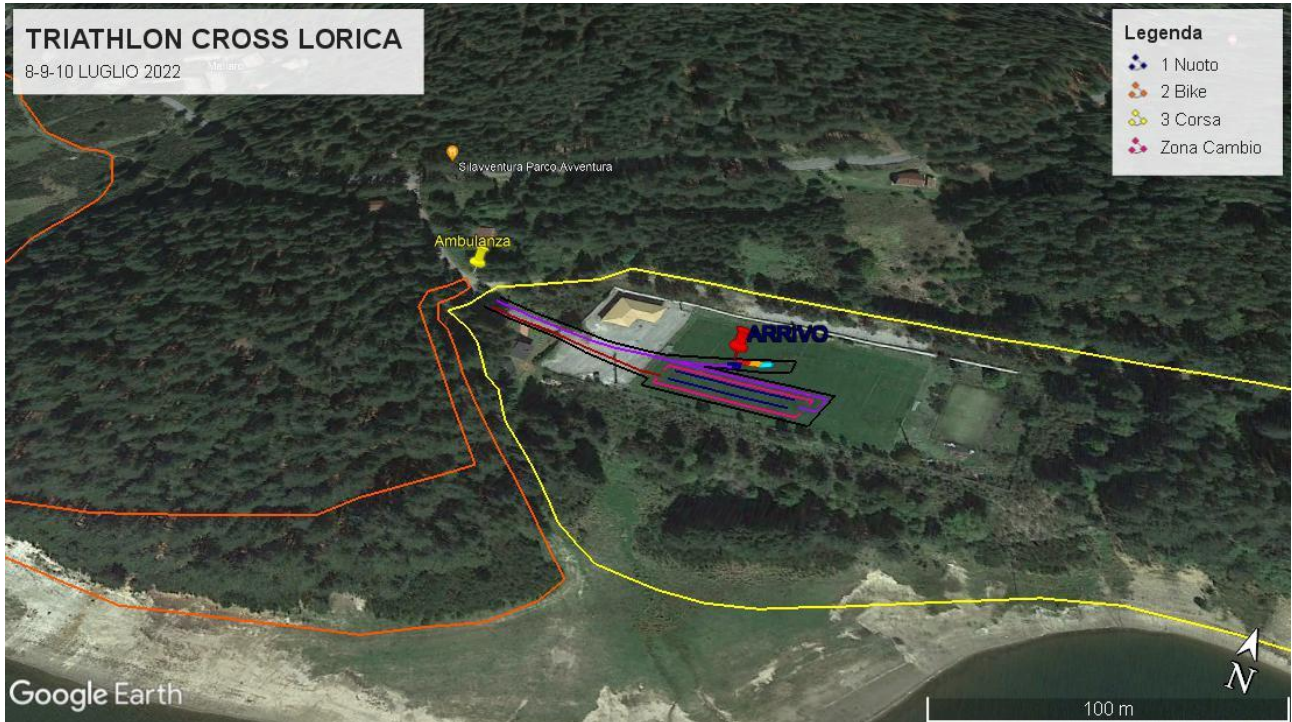 TRIATHLON CROSS LORICA
8-9-10 LUGLIO 2022
Legenda
1 Nuoto
2 Bike
3 Corsa
Zona Cambio
Silavventura Parco Avventura
Ambulanza
ARRIVO
N
Google Earth
100 m